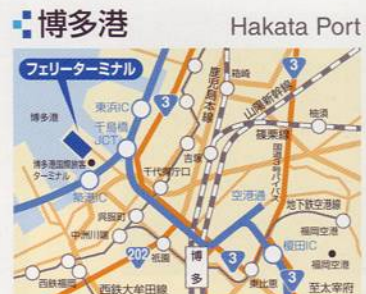 博多港
Hakata Port
フェリーターミナル
博多港
東浜IC
千鳥橋
JCT
3
鹿児島本線
箱崎
山陽新幹線
3
柚須
篠栗線
吉塚
国道3号バイパス
博多港国際旅客
ターミナル
千代県庁口
築港IC
空港通
地下鉄空港線
呉服町
中洲川端
福岡空港
祇園
202
博多
3
榎田IC
福岡空港
西鉄福岡
西鉄大牟田線
東比恵
3
至太宰府